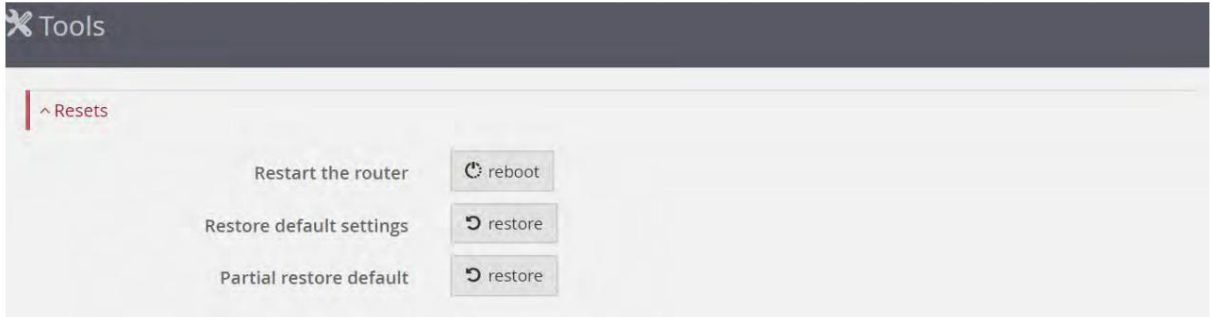 Tools
Resets
Restart the router reboot
Restore default settings restore
Partial restore default restore